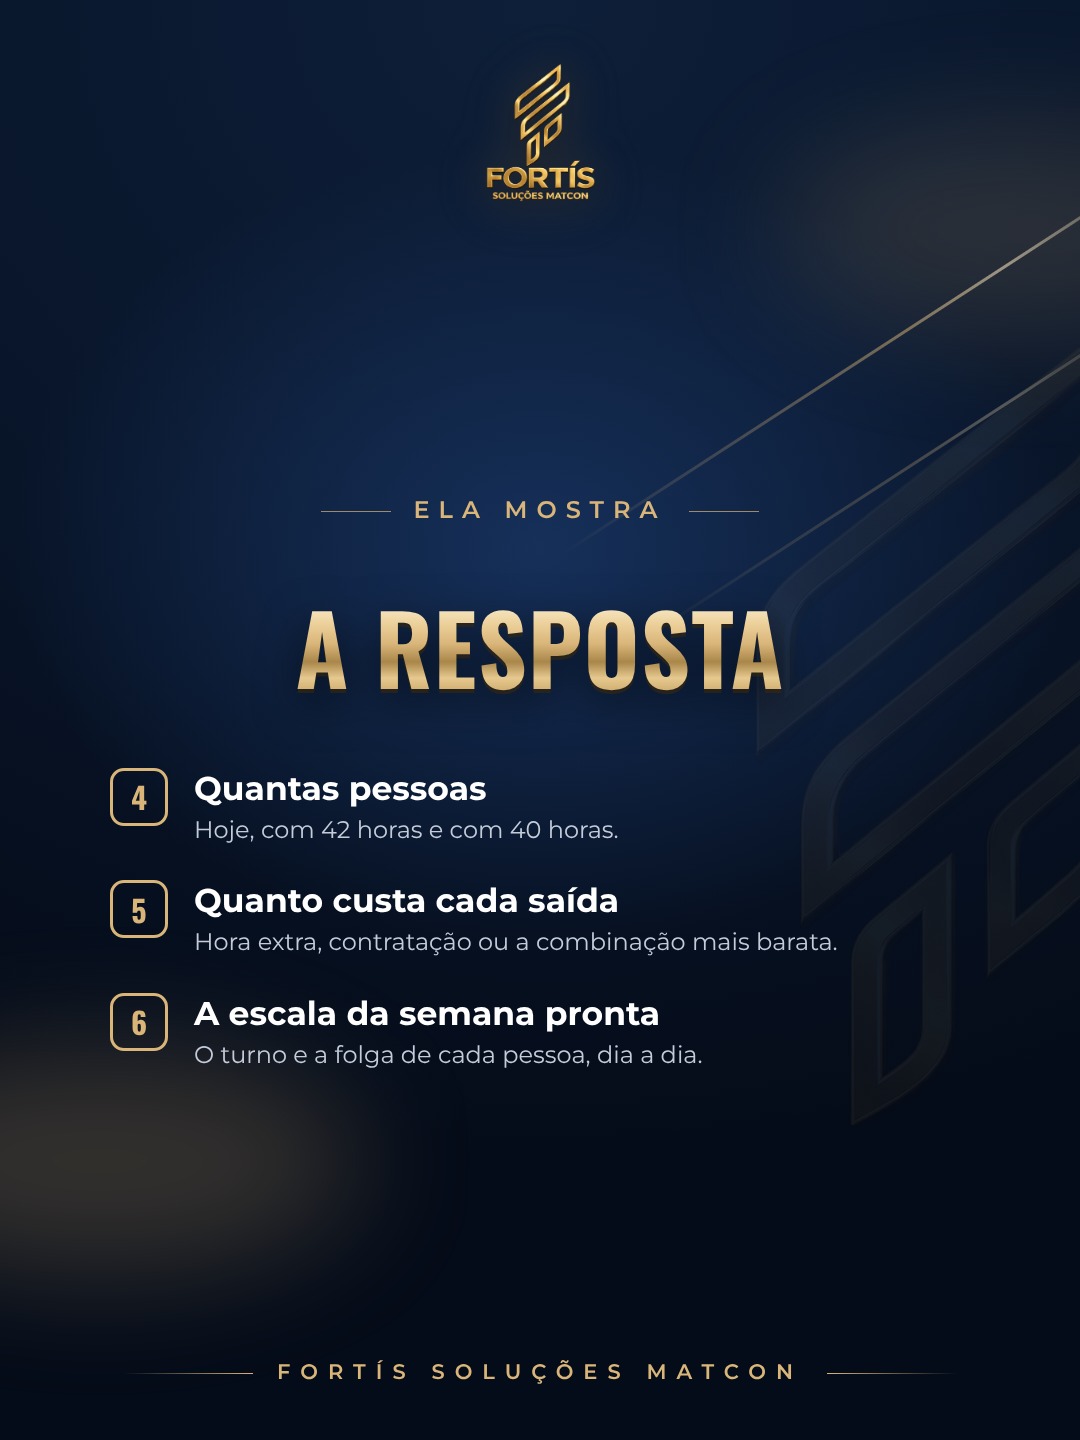 FORTÍS
SOLUÇÕES MATCON
ELA MOSTRA
A RESPOSTA
4
Quantas pessoas
Hoje, com 42 horas e com 40 horas.
5
Quanto custa cada saída
Hora extra, contratação ou a combinação mais barata.
6
A escala da semana pronta
O turno e a folga de cada pessoa, dia a dia.
FORTÍS SOLUÇÕES MATCON